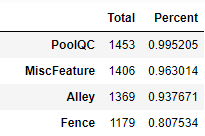 Total Percent
PoolQC 1453 0.995205
MiscFeature 1406 0.963014
Alley 1369 0.937671
Fence 1179 0.807534